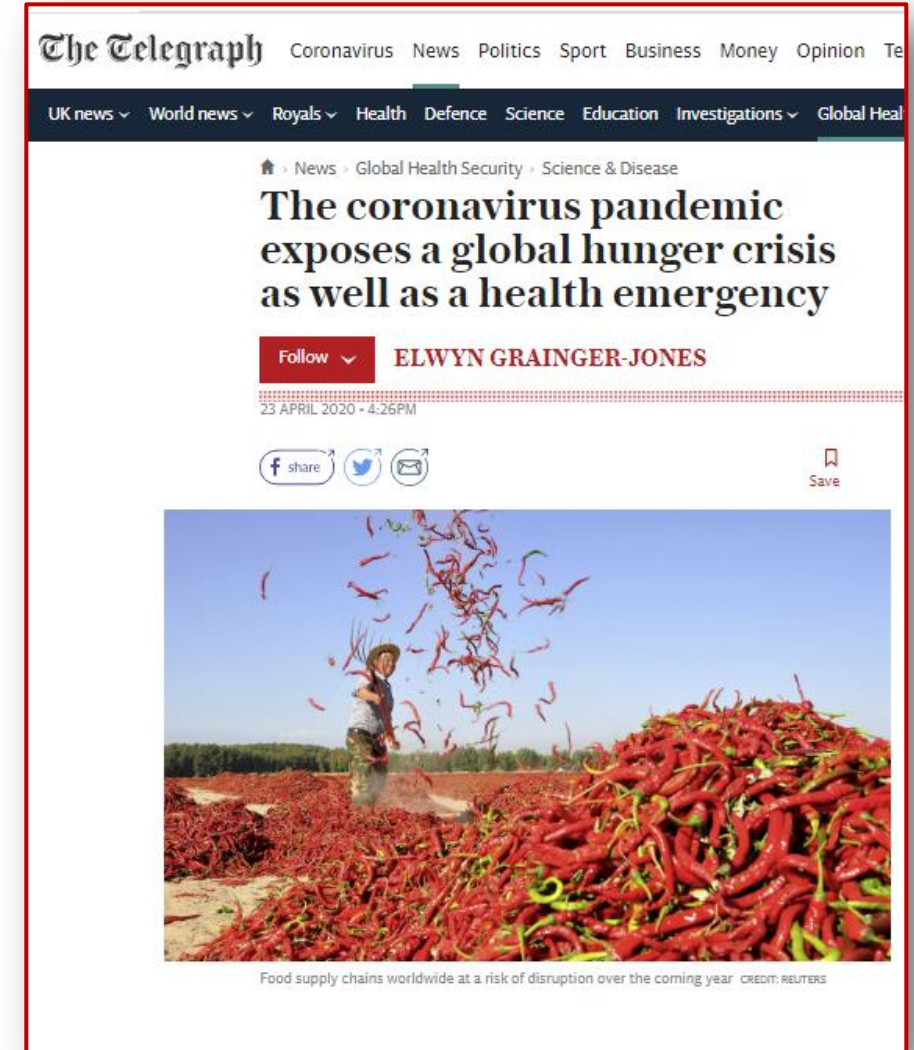 The Telegraph Coronavirus News Politics Sport Business Money Opinion Te
UK news World news Royals Health Defence Science Education Investigations Global Heal
News › Global Health Security › Science & Disease
The coronavirus pandemic
exposes a global hunger crisis
as well as a health emergency
Follow ELWYN GRAINGER-JONES
23 APRIL 2020 • 4:26PM
f share
Save
Food supply chains worldwide at a risk of disruption over the coming year CREDIT: REUTERS